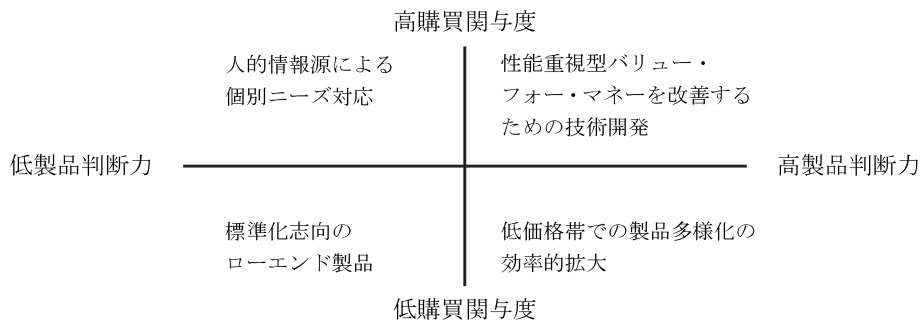 高購買関与度
人的情報源による
個別ニーズ対応
性能重視型バリュー・
フォー・マネーを改善する
ための技術開発
低製品判断力
高製品判断力
標準化志向の
ローエンド製品
低価格帯での製品多様化の
効率的拡大
低購買関与度